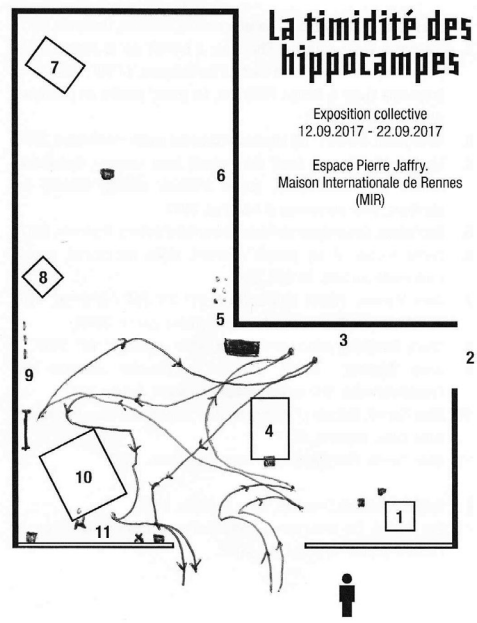 La timidité des
hippocampes
Exposition collective
12.09.2017 - 22.09.2017
Espace Pierre Jaffry.
Maison Internationale de Rennes
(MIR)
7
6
8
5
3
2
9
4
10
1
11